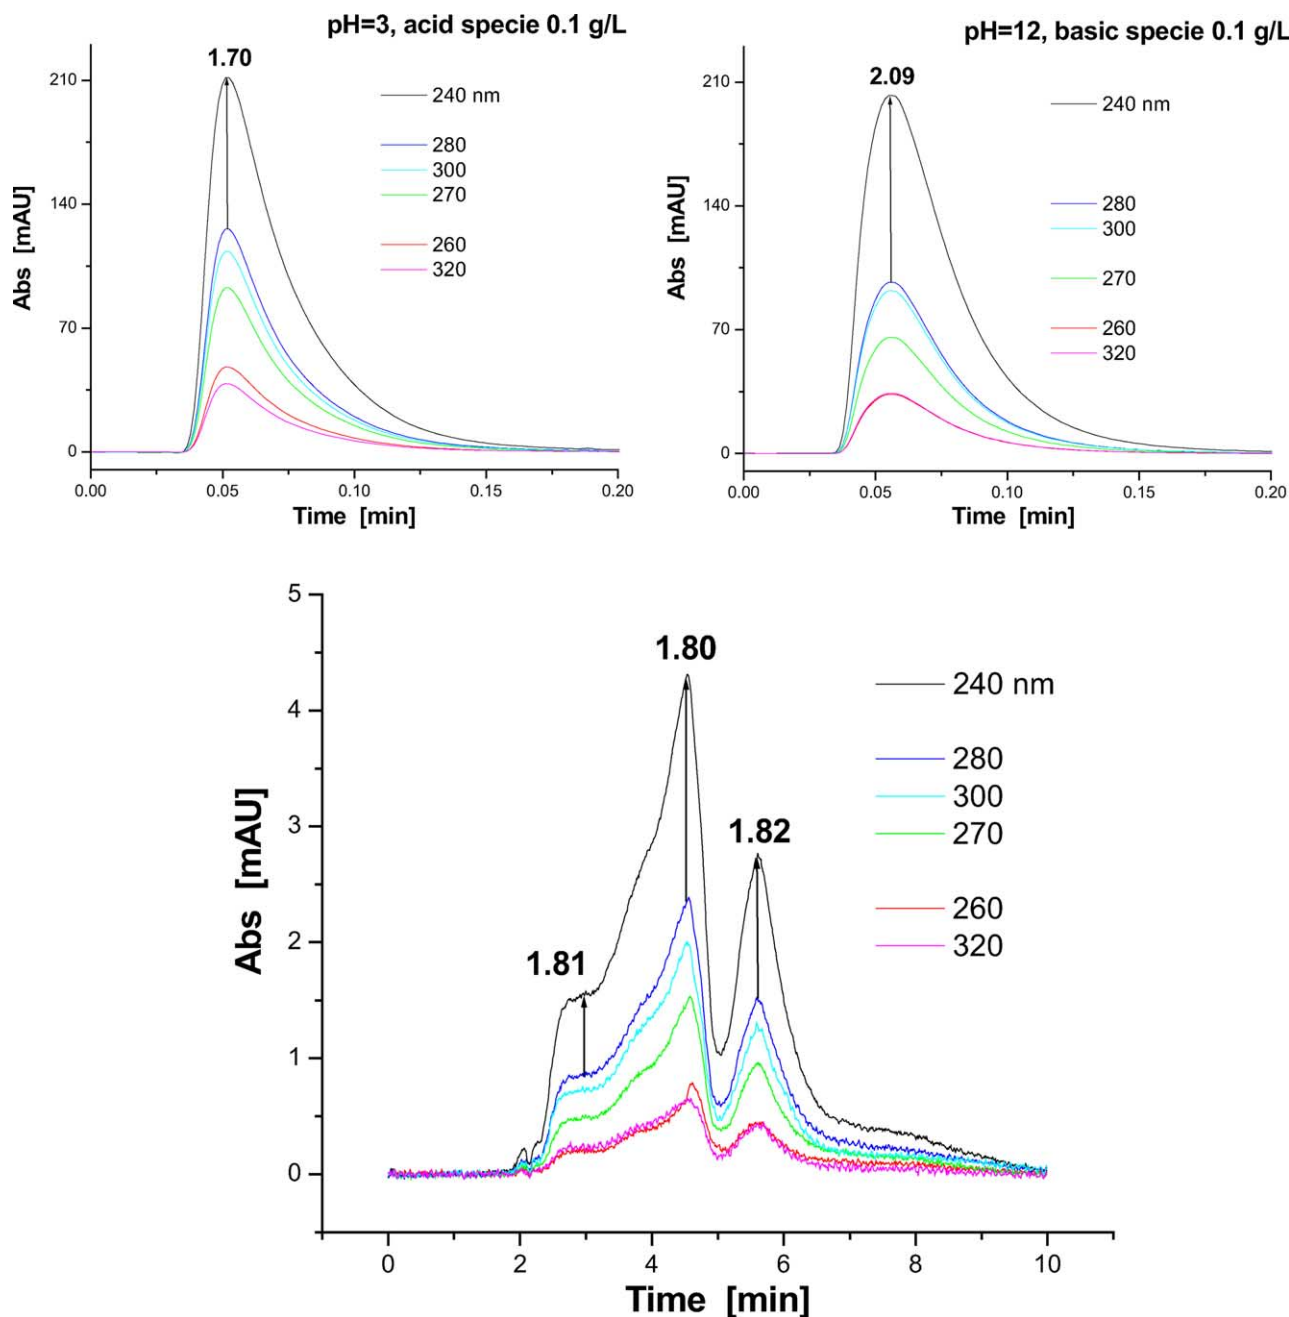 pH=3, acid specie 0.1 g/L
1.70
240 nm
280
300
270
260
320
210
140
70
0
Abs [mAU]
0.00 0.05 0.10 0.15 0.20
Time [min]
pH=12, basic specie 0.1 g/L
2.09
240 nm
280
300
270
260
320
210
140
70
0
Abs [mAU]
0.00 0.05 0.10 0.15 0.20
Time [min]
5
4
3
2
1
0
Abs [mAU]
1.81
1.80
1.82
240 nm
280
300
270
260
320
0 2 4 6 8 10
Time [min]